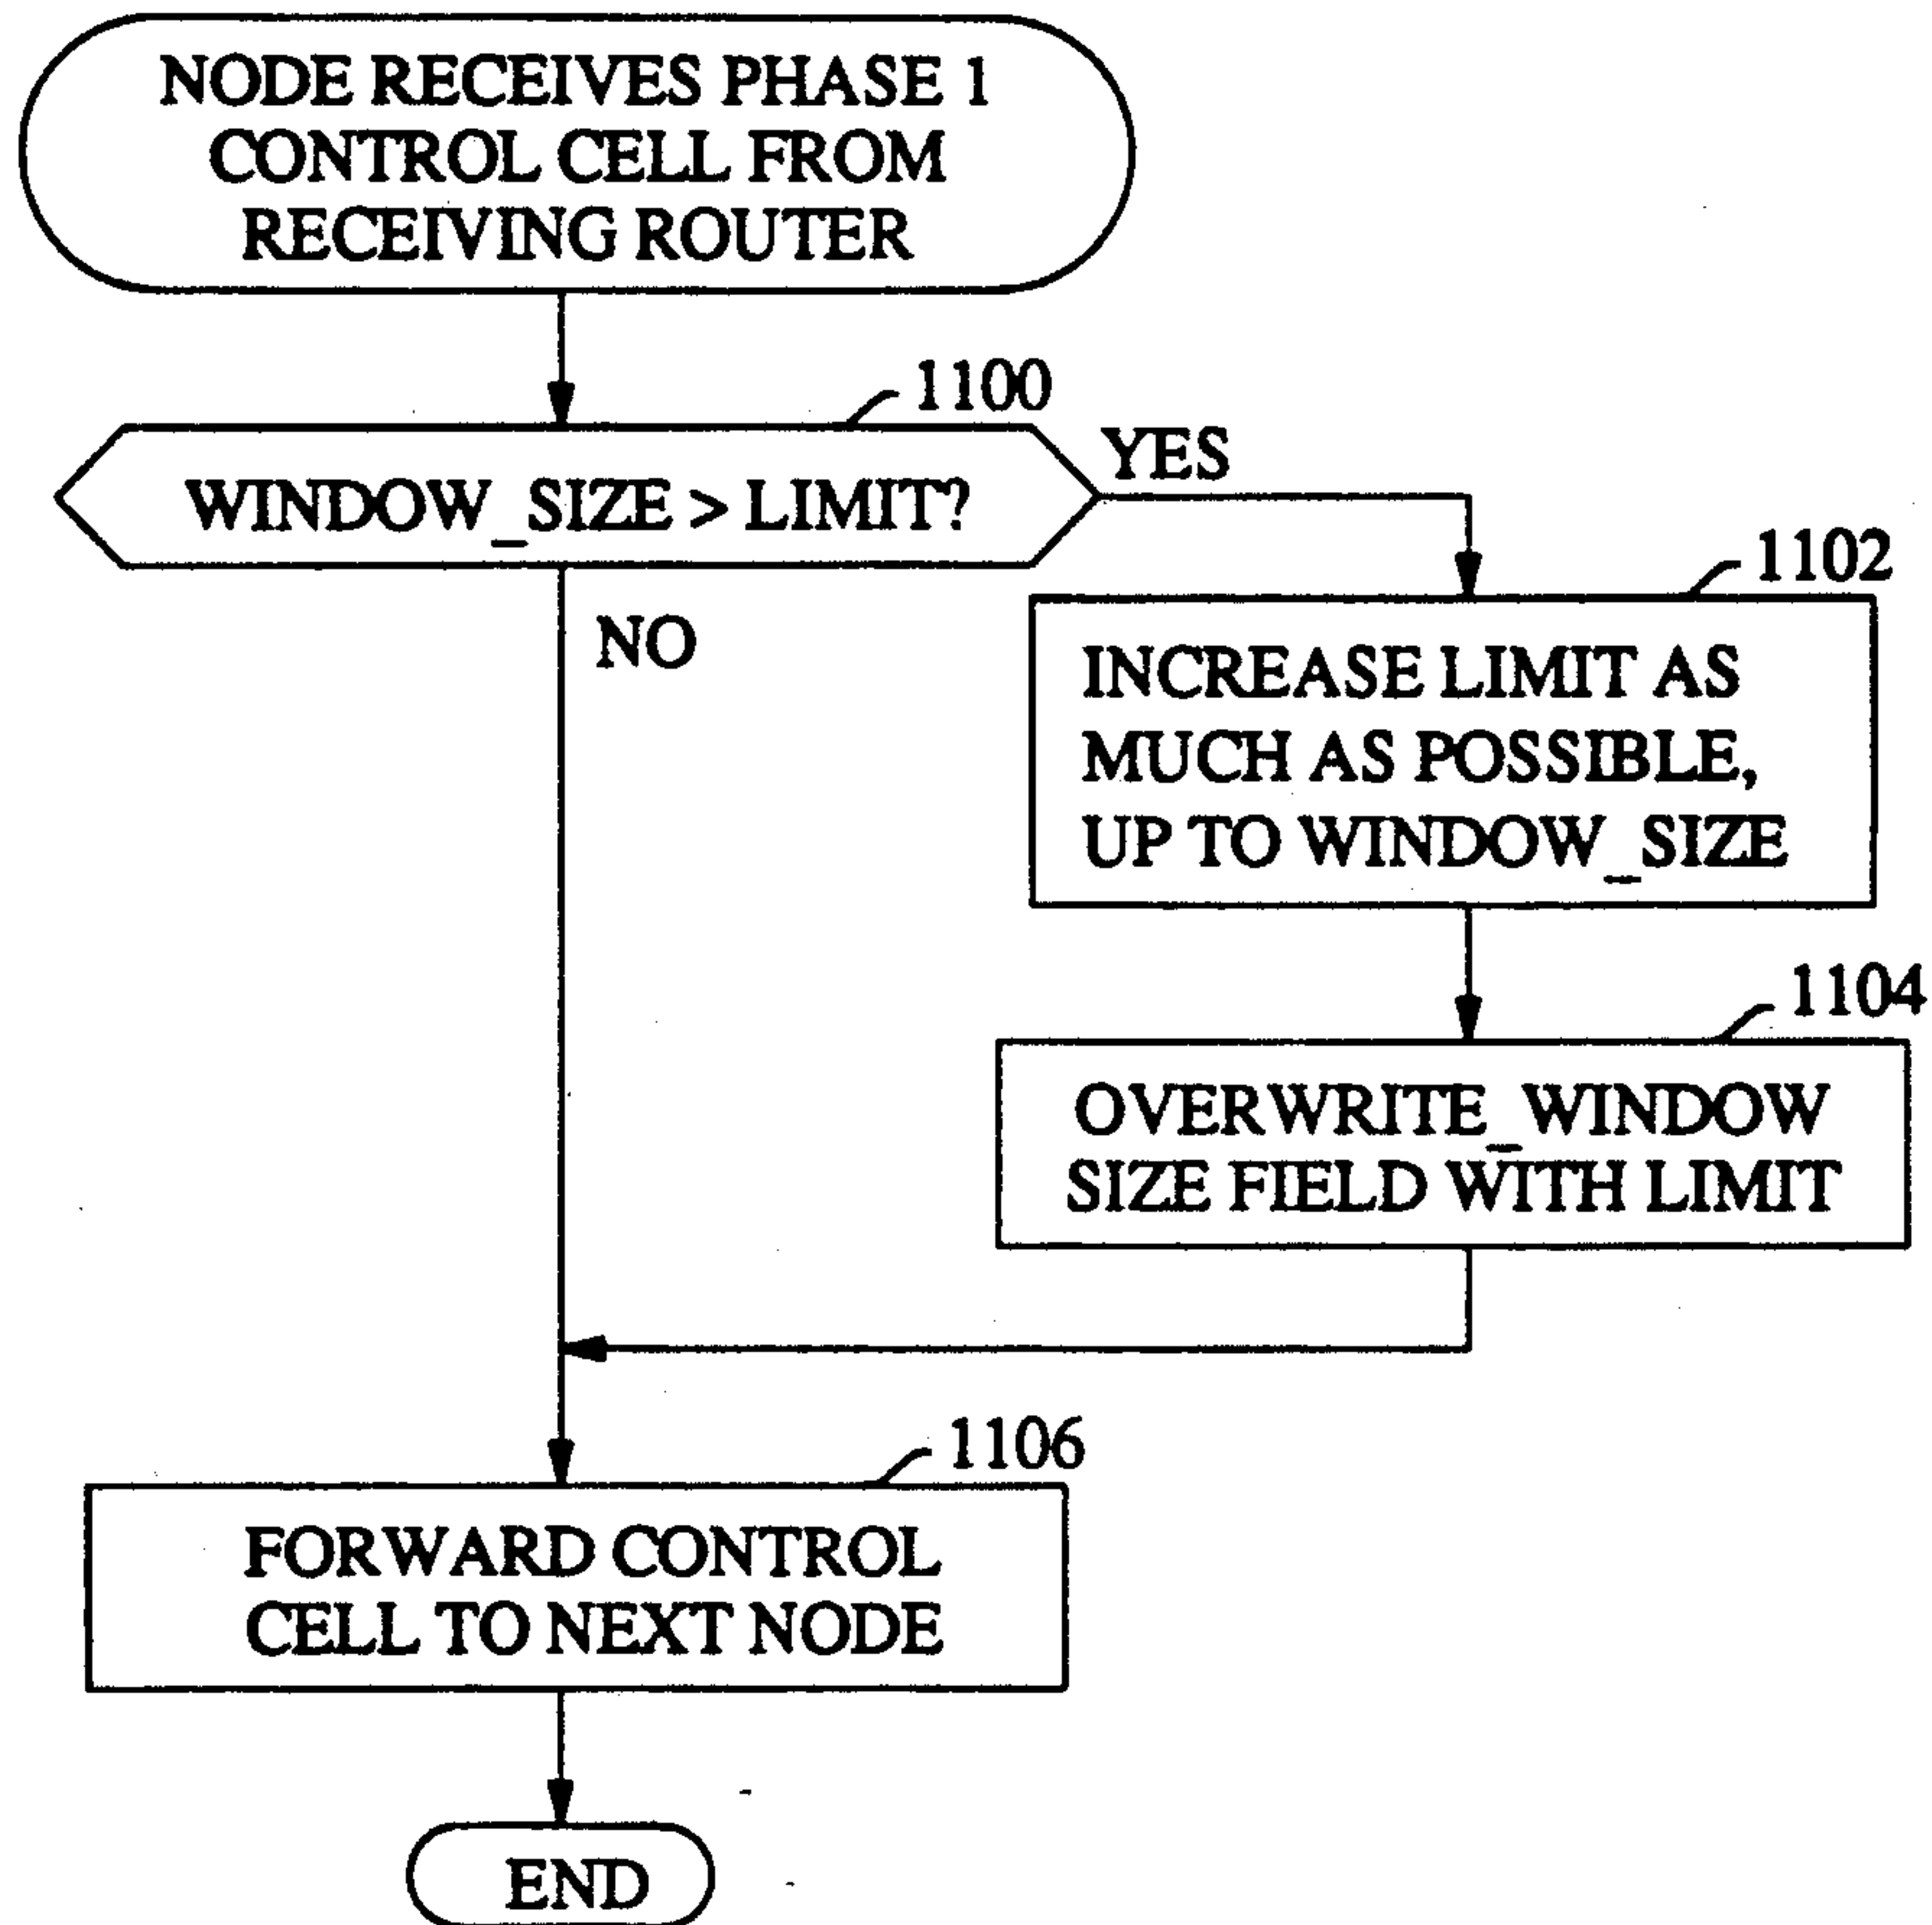 NODE RECEIVES PHASE 1
CONTROL CELL FROM
RECEIVING ROUTER
1100
WINDOW_SIZE > LIMIT?
YES
NO
1102
INCREASE LIMIT AS
MUCH AS POSSIBLE,
UP TO WINDOW_SIZE
1104
OVERWRITE_WINDOW
SIZE FIELD WITH LIMIT
1106
FORWARD CONTROL
CELL TO NEXT NODE
END